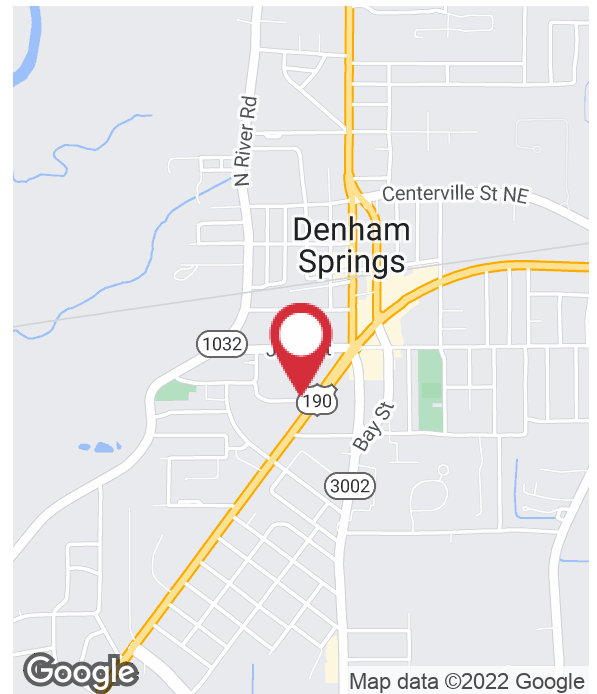 N River Rd
Centerville St NE
Denham
Springs
1032
190
Bay St
3002
Google
Map data ©2022 Google